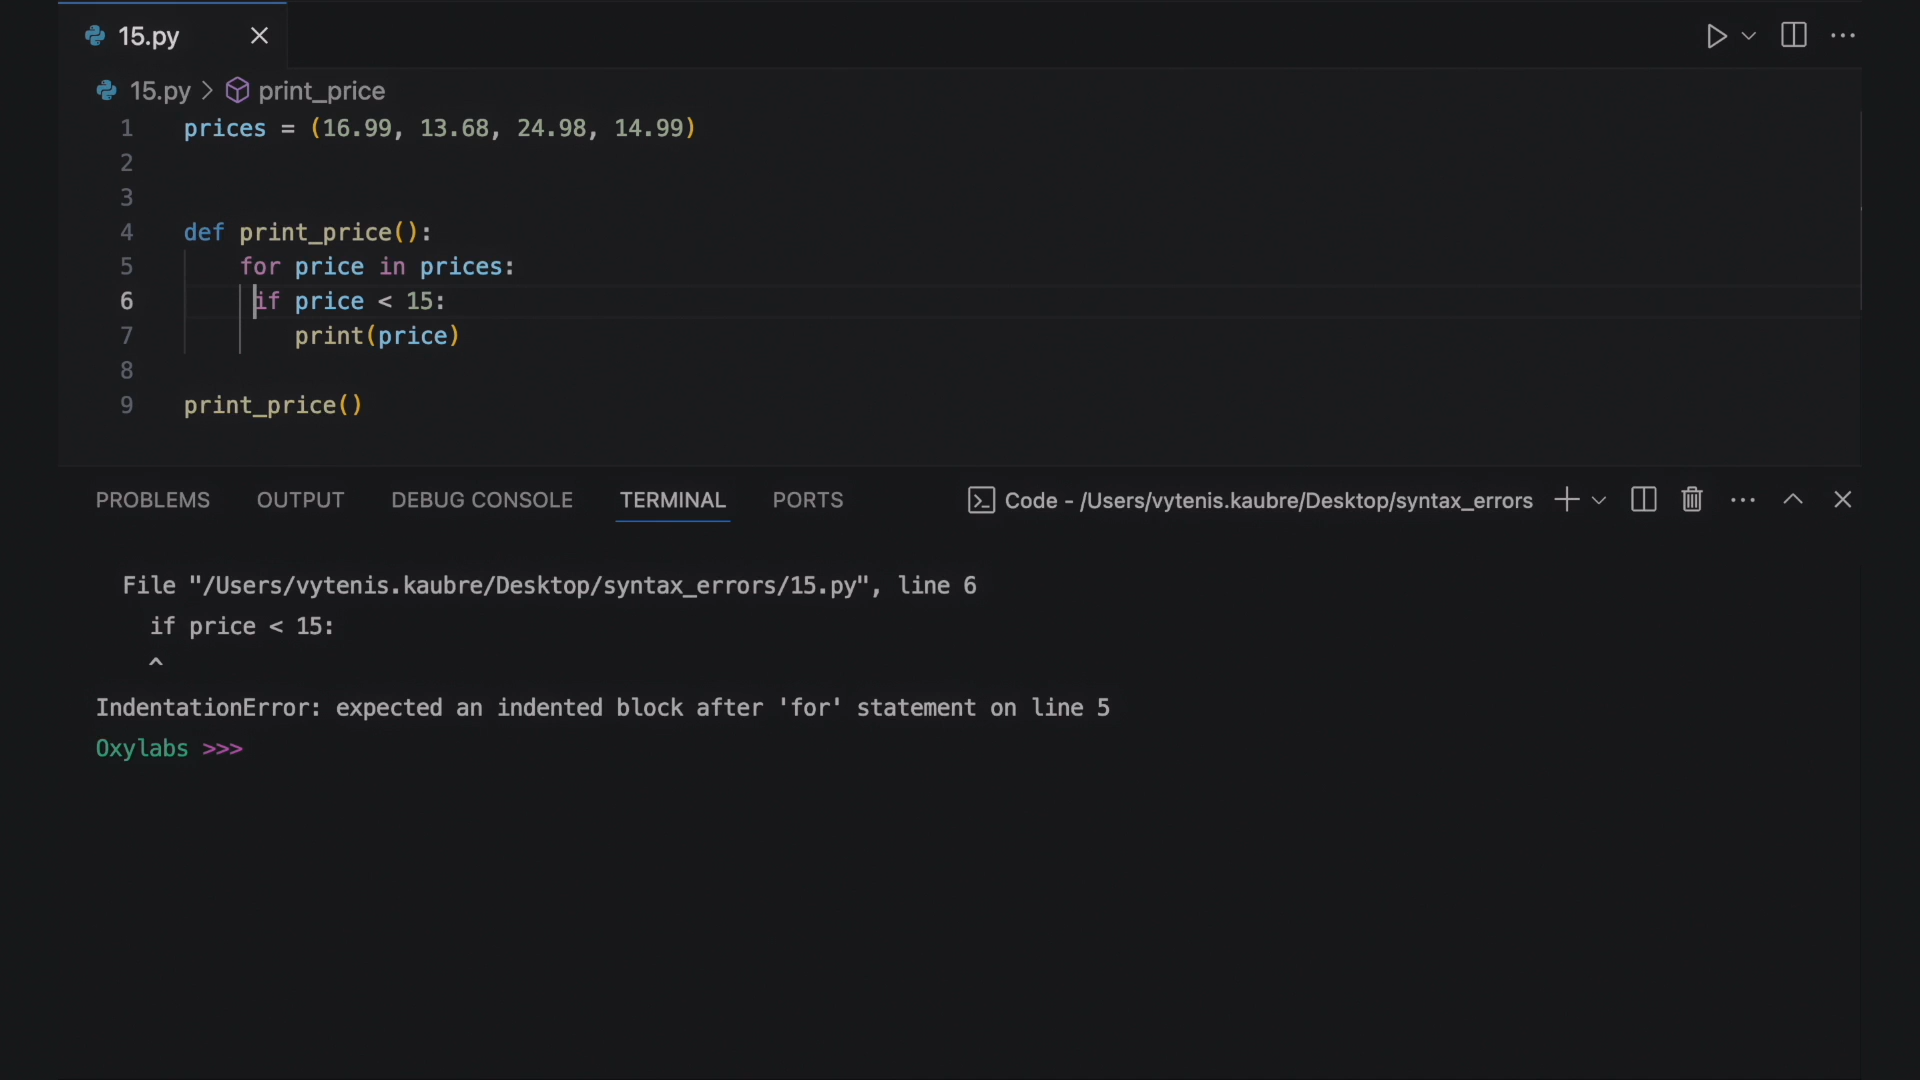 15.py
15.py > print_price
1 prices = (16.99, 13.68, 24.98, 14.99)
2
3
4 def print_price():
5     for price in prices:
6      if price < 15:
7         print(price)
8
9 print_price()
PROBLEMS OUTPUT DEBUG CONSOLE TERMINAL PORTS Code - /Users/vytenis.kaubre/Desktop/syntax_errors
  File "/Users/vytenis.kaubre/Desktop/syntax_errors/15.py", line 6
    if price < 15:
    ^
IndentationError: expected an indented block after 'for' statement on line 5
Oxylabs >>>